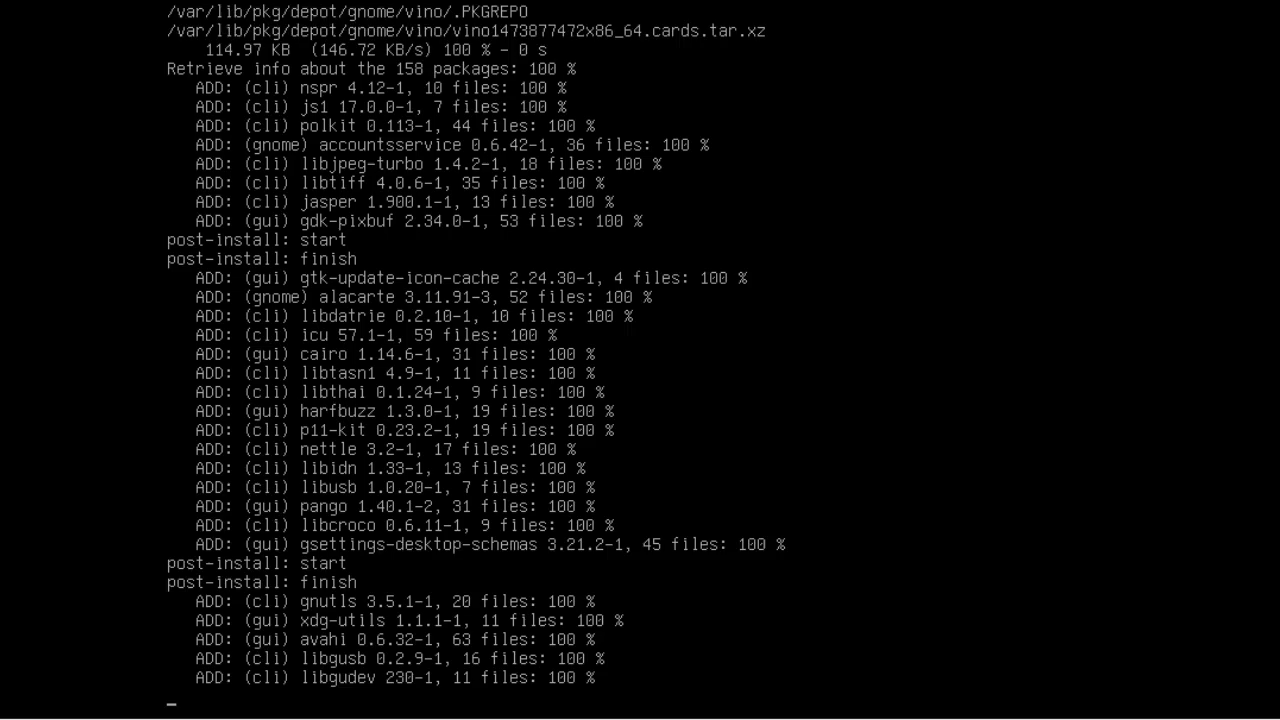 /var/lib/pkg/depot/gnome/vino/.PKGREPO
/var/lib/pkg/depot/gnome/vino/vino1473877472x86_64.cards.tar.xz
114.97 KB (146.72 KB/s) 100 % - 0 s
Retrieve info about the 158 packages: 100 %
ADD: (cli) nspr 4.12-1, 10 files: 100 %
ADD: (cli) js1 17.0.0-1, 7 files: 100 %
ADD: (cli) polkit 0.113-1, 44 files: 100 %
ADD: (gnome) accountsservice 0.6.42-1, 36 files: 100 %
ADD: (cli) libjpeg-turbo 1.4.2-1, 18 files: 100 %
ADD: (cli) libtiff 4.0.6-1, 35 files: 100 %
ADD: (cli) jasper 1.900.1-1, 13 files: 100 %
ADD: (gui) gdk-pixbuf 2.34.0-1, 53 files: 100 %
post-install: start
post-install: finish
ADD: (gui) gtk-update-icon-cache 2.24.30-1, 4 files: 100 %
ADD: (gnome) alacarte 3.11.91-3, 52 files: 100 %
ADD: (cli) libdatrie 0.2.10-1, 10 files: 100 %
ADD: (cli) icu 57.1-1, 59 files: 100 %
ADD: (gui) cairo 1.14.6-1, 31 files: 100 %
ADD: (cli) libtasn1 4.9-1, 11 files: 100 %
ADD: (cli) libthai 0.1.24-1, 9 files: 100 %
ADD: (gui) harfbuzz 1.3.0-1, 19 files: 100 %
ADD: (cli) p11-kit 0.23.2-1, 19 files: 100 %
ADD: (cli) nettle 3.2-1, 17 files: 100 %
ADD: (cli) libidn 1.33-1, 13 files: 100 %
ADD: (cli) libusb 1.0.20-1, 7 files: 100 %
ADD: (gui) pango 1.40.1-2, 31 files: 100 %
ADD: (cli) libcroco 0.6.11-1, 9 files: 100 %
ADD: (gui) gsettings-desktop-schemas 3.21.2-1, 45 files: 100 %
post-install: start
post-install: finish
ADD: (cli) gnutls 3.5.1-1, 20 files: 100 %
ADD: (gui) xdg-utils 1.1.1-1, 11 files: 100 %
ADD: (gui) avahi 0.6.32-1, 63 files: 100 %
ADD: (cli) libgusb 0.2.9-1, 16 files: 100 %
ADD: (cli) libgudev 230-1, 11 files: 100 %
_